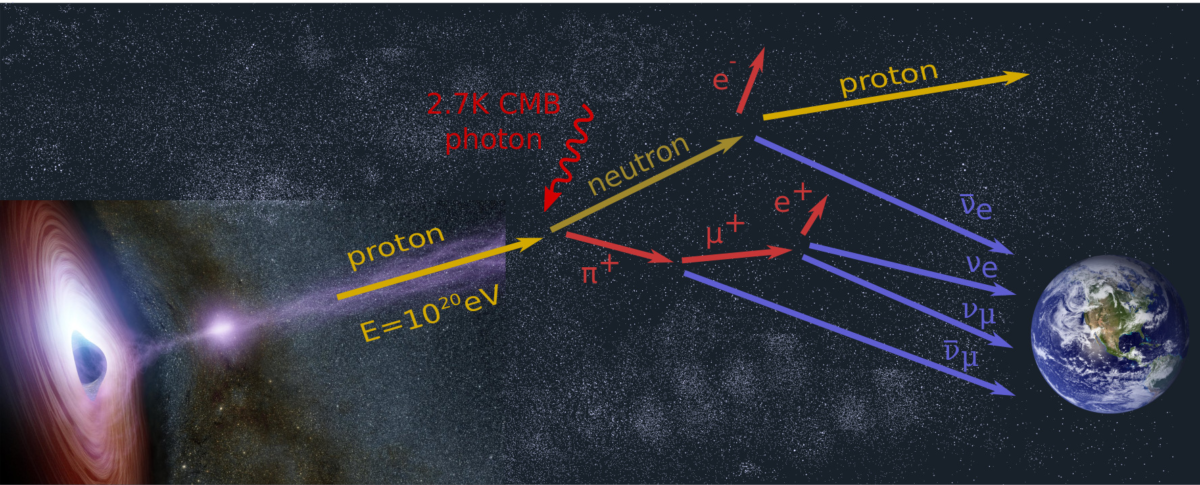 2.7K CMB
photon
e⁻
proton
neutron
proton
E=10²⁰eV
π⁺
μ⁺
e⁺
ν̅e
νe
νμ
ν̅μ